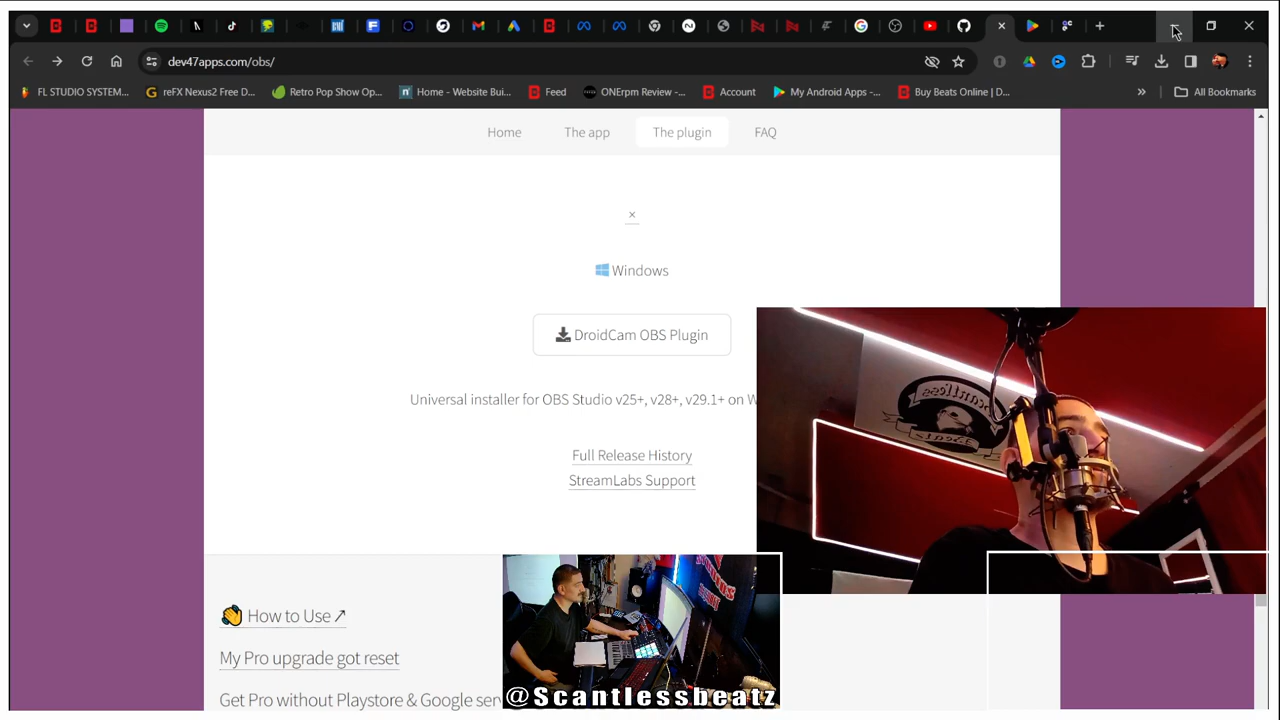 dev47apps.com/obs/
FL STUDIO SYSTEM...
reFX Nexus2 Free D...
Retro Pop Show Op...
Home - Website Bui...
Feed
ONErpm Review -...
Account
My Android Apps -...
Buy Beats Online | D...
»
All Bookmarks
Home
The app
The plugin
FAQ
×
Windows
DroidCam OBS Plugin
Universal installer for OBS Studio v25+, v28+, v29.1+ on W
Full Release History
StreamLabs Support
👋 How to Use ↗
My Pro upgrade got reset
Get Pro without Playstore & Google serv
@Scantlessbeatz